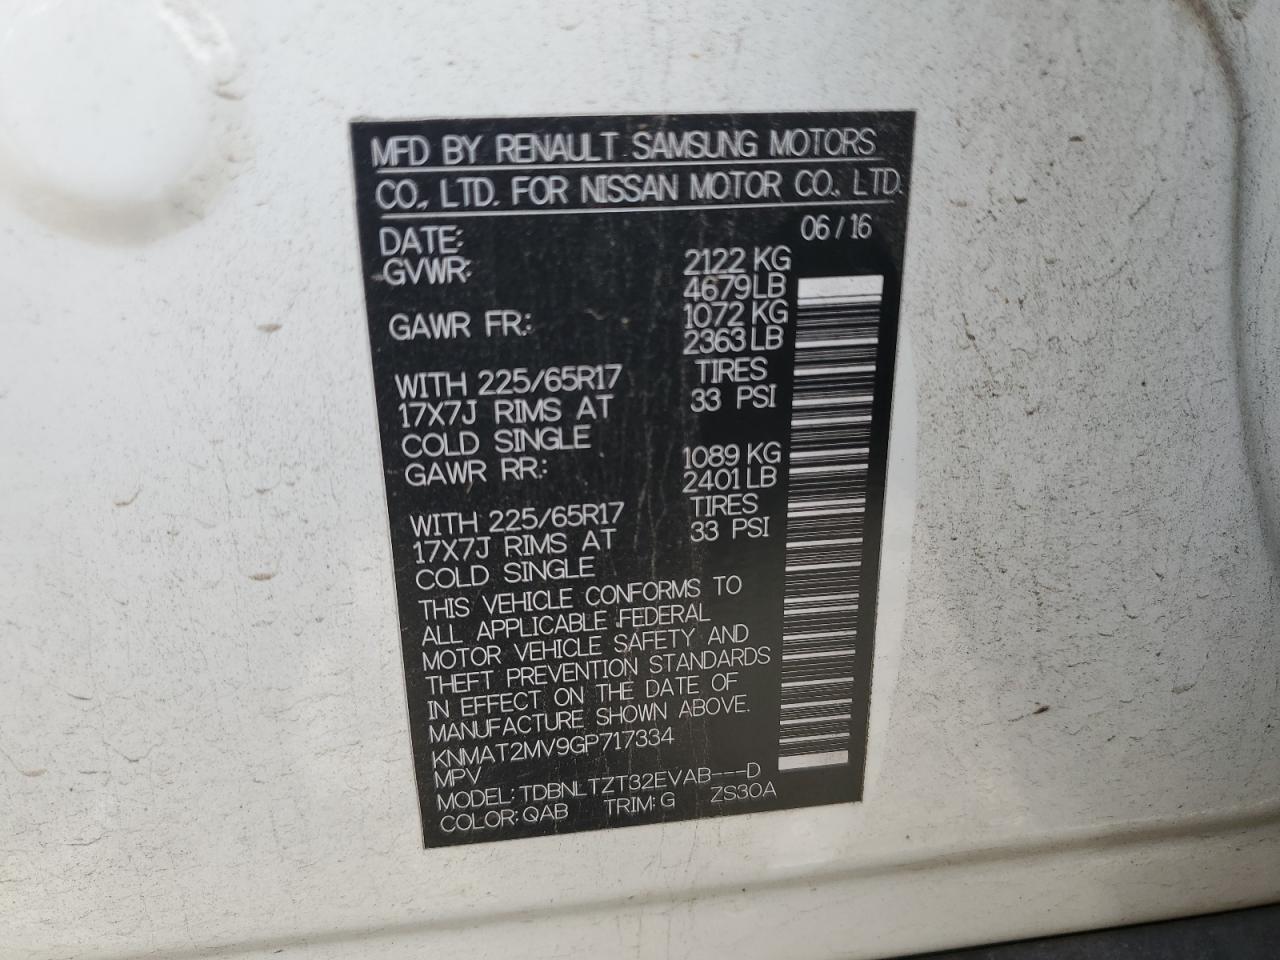 MFD BY RENAULT SAMSUNG MOTORS
CO., LTD. FOR NISSAN MOTOR CO., LTD.
DATE: 06/16
GVWR: 2122 KG
4679 LB
GAWR FR.: 1072 KG
2363 LB
WITH 225/65R17 TIRES
17X7J RIMS AT 33 PSI
COLD SINGLE
GAWR RR.: 1089 KG
2401 LB
WITH 225/65R17 TIRES
17X7J RIMS AT 33 PSI
COLD SINGLE
THIS VEHICLE CONFORMS TO
ALL APPLICABLE FEDERAL
MOTOR VEHICLE SAFETY AND
THEFT PREVENTION STANDARDS
IN EFFECT ON THE DATE OF
MANUFACTURE SHOWN ABOVE.
KNMAT2MV9GP717334
MPV
MODEL: TDBNLTZT32EVAB---D
COLOR: QAB TRIM: G ZS30A